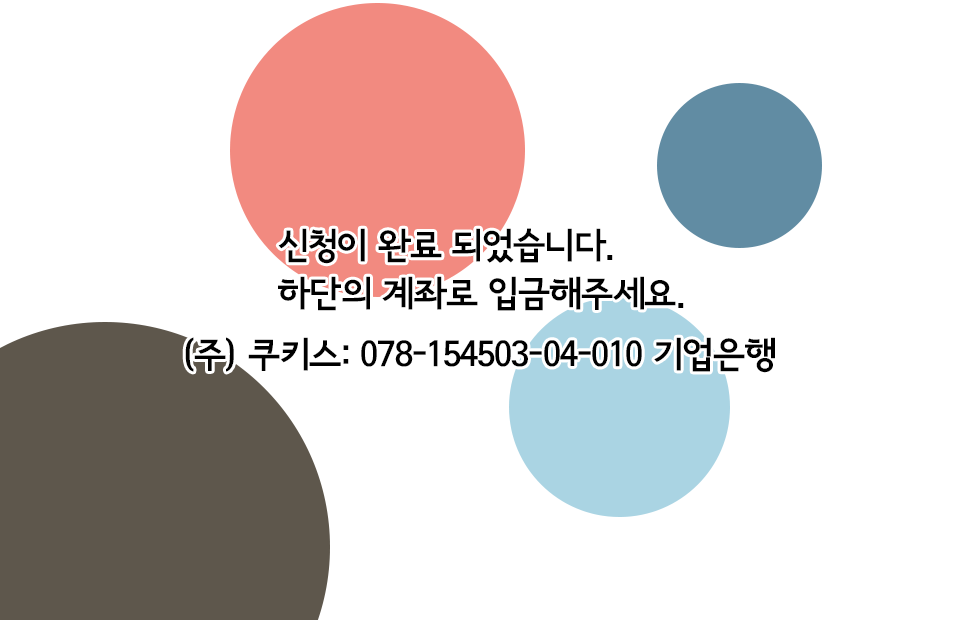 신청이 완료 되었습니다.
하단의 계좌로 입금해주세요.
(주) 쿠키스: 078-154503-04-010 기업은행